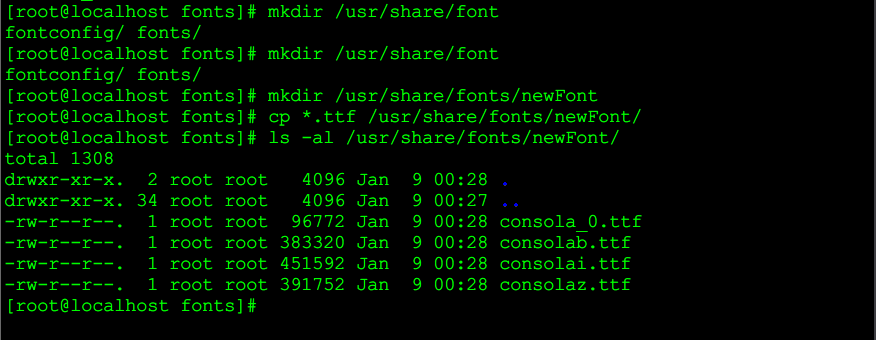 [root@localhost fonts]# mkdir /usr/share/font
fontconfig/ fonts/
[root@localhost fonts]# mkdir /usr/share/font
fontconfig/ fonts/
[root@localhost fonts]# mkdir /usr/share/fonts/newFont
[root@localhost fonts]# cp *.ttf /usr/share/fonts/newFont/
[root@localhost fonts]# ls -al /usr/share/fonts/newFont/
total 1308
drwxr-xr-x.  2 root root   4096 Jan  9 00:28 .
drwxr-xr-x. 34 root root   4096 Jan  9 00:27 ..
-rw-r--r--.  1 root root  96772 Jan  9 00:28 consola_0.ttf
-rw-r--r--.  1 root root 383320 Jan  9 00:28 consolab.ttf
-rw-r--r--.  1 root root 451592 Jan  9 00:28 consolai.ttf
-rw-r--r--.  1 root root 391752 Jan  9 00:28 consolaz.ttf
[root@localhost fonts]#